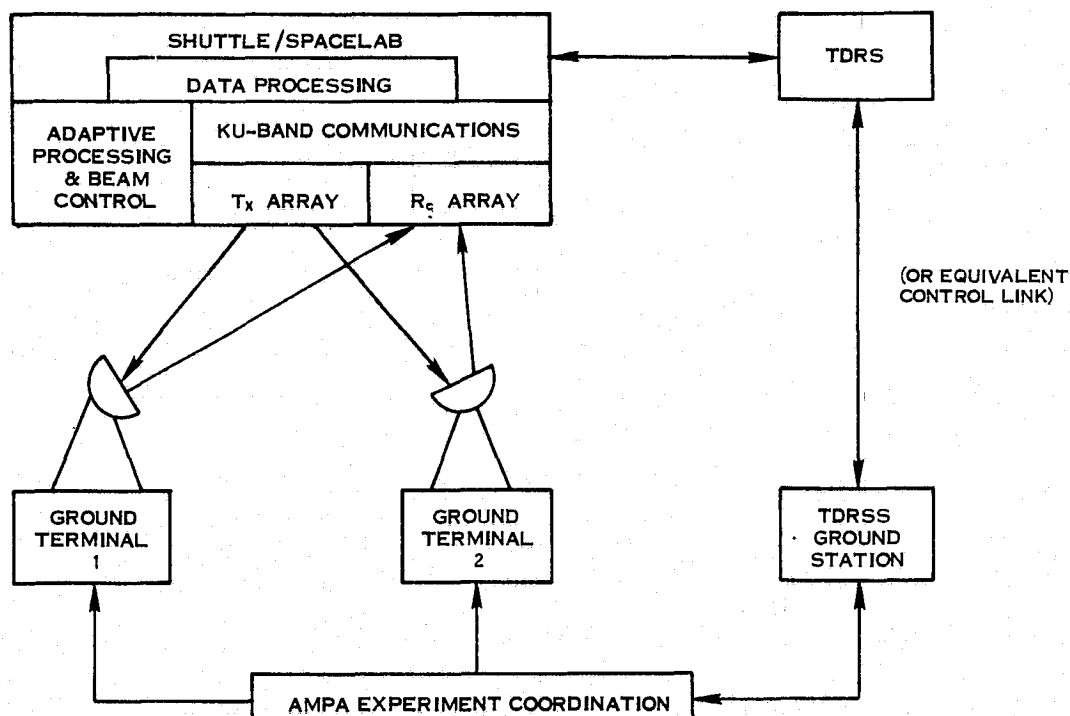 SHUTTLE/SPACELAB
DATA PROCESSING
ADAPTIVE
PROCESSING
& BEAM
CONTROL
KU-BAND COMMUNICATIONS
Tx ARRAY
ARRAY
TDRS
(OR EQUIVALENT
CONTROL LINK)
GROUND
TERMINAL
1
GROUND
TERMINAL
2
TDRSS
GROUND
STATION
AMPA EXPERIMENT COORDINATION